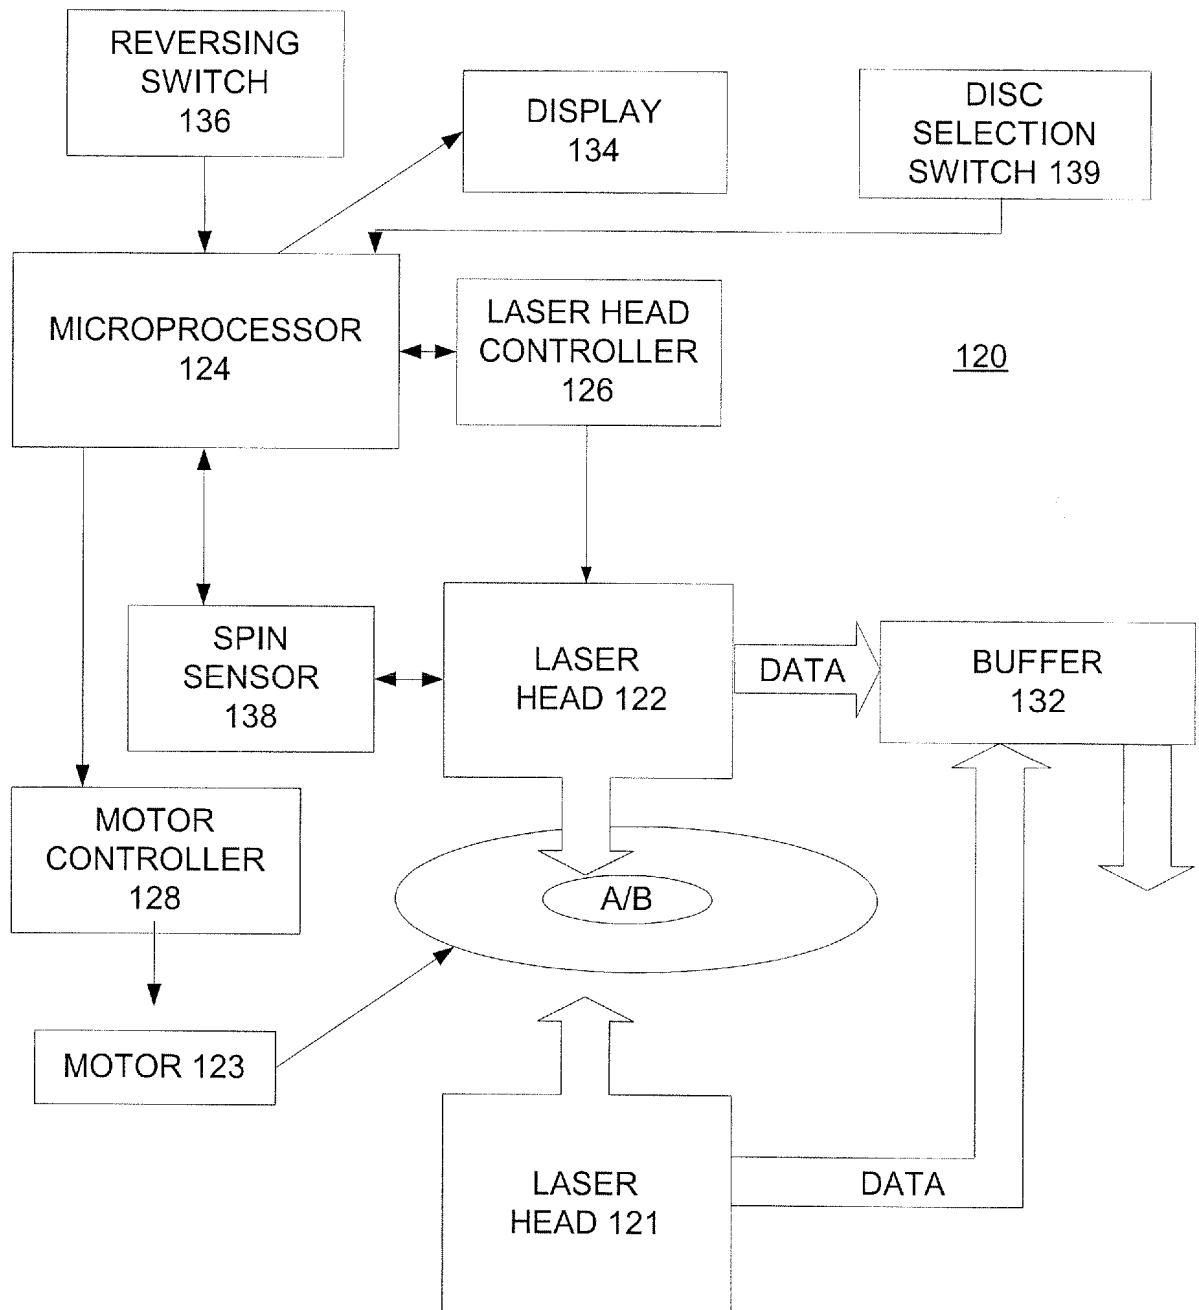 REVERSING
SWITCH
136
DISPLAY
134
DISC
SELECTION
SWITCH 139
MICROPROCESSOR
124
LASER HEAD
CONTROLLER
126
120
SPIN
SENSOR
138
LASER
HEAD 122
DATA
BUFFER
132
MOTOR
CONTROLLER
128
A/B
MOTOR 123
LASER
HEAD 121
DATA